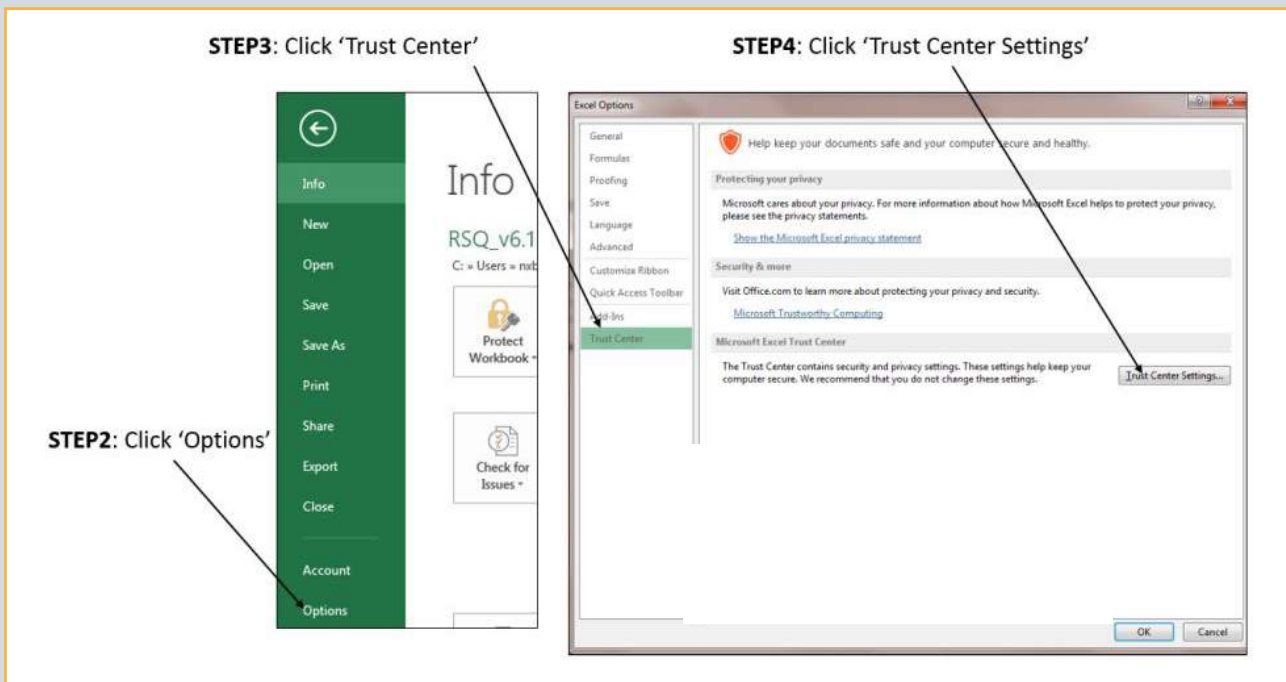 STEP3: Click 'Trust Center'
STEP4: Click 'Trust Center Settings'
STEP2: Click 'Options'
Info
New
Open
Save
Save As
Print
Share
Export
Close
Account
Options
Info
RSQ_v6.1
C: » Users » nxb
Protect
Workbook
Check for
Issues
Excel Options
General
Formulas
Proofing
Save
Language
Advanced
Customize Ribbon
Quick Access Toolbar
Add-Ins
Trust Center
Help keep your documents safe and your computer secure and healthy.
Protecting your privacy
Microsoft cares about your privacy. For more information about how Microsoft Excel helps to protect your privacy,
please see the privacy statements.
Show the Microsoft Excel privacy statement
Security & more
Visit Office.com to learn more about protecting your privacy and security.
Microsoft Trustworthy Computing
Microsoft Excel Trust Center
The Trust Center contains security and privacy settings. These settings help keep your
computer secure. We recommend that you do not change these settings.
Trust Center Settings...
OK
Cancel